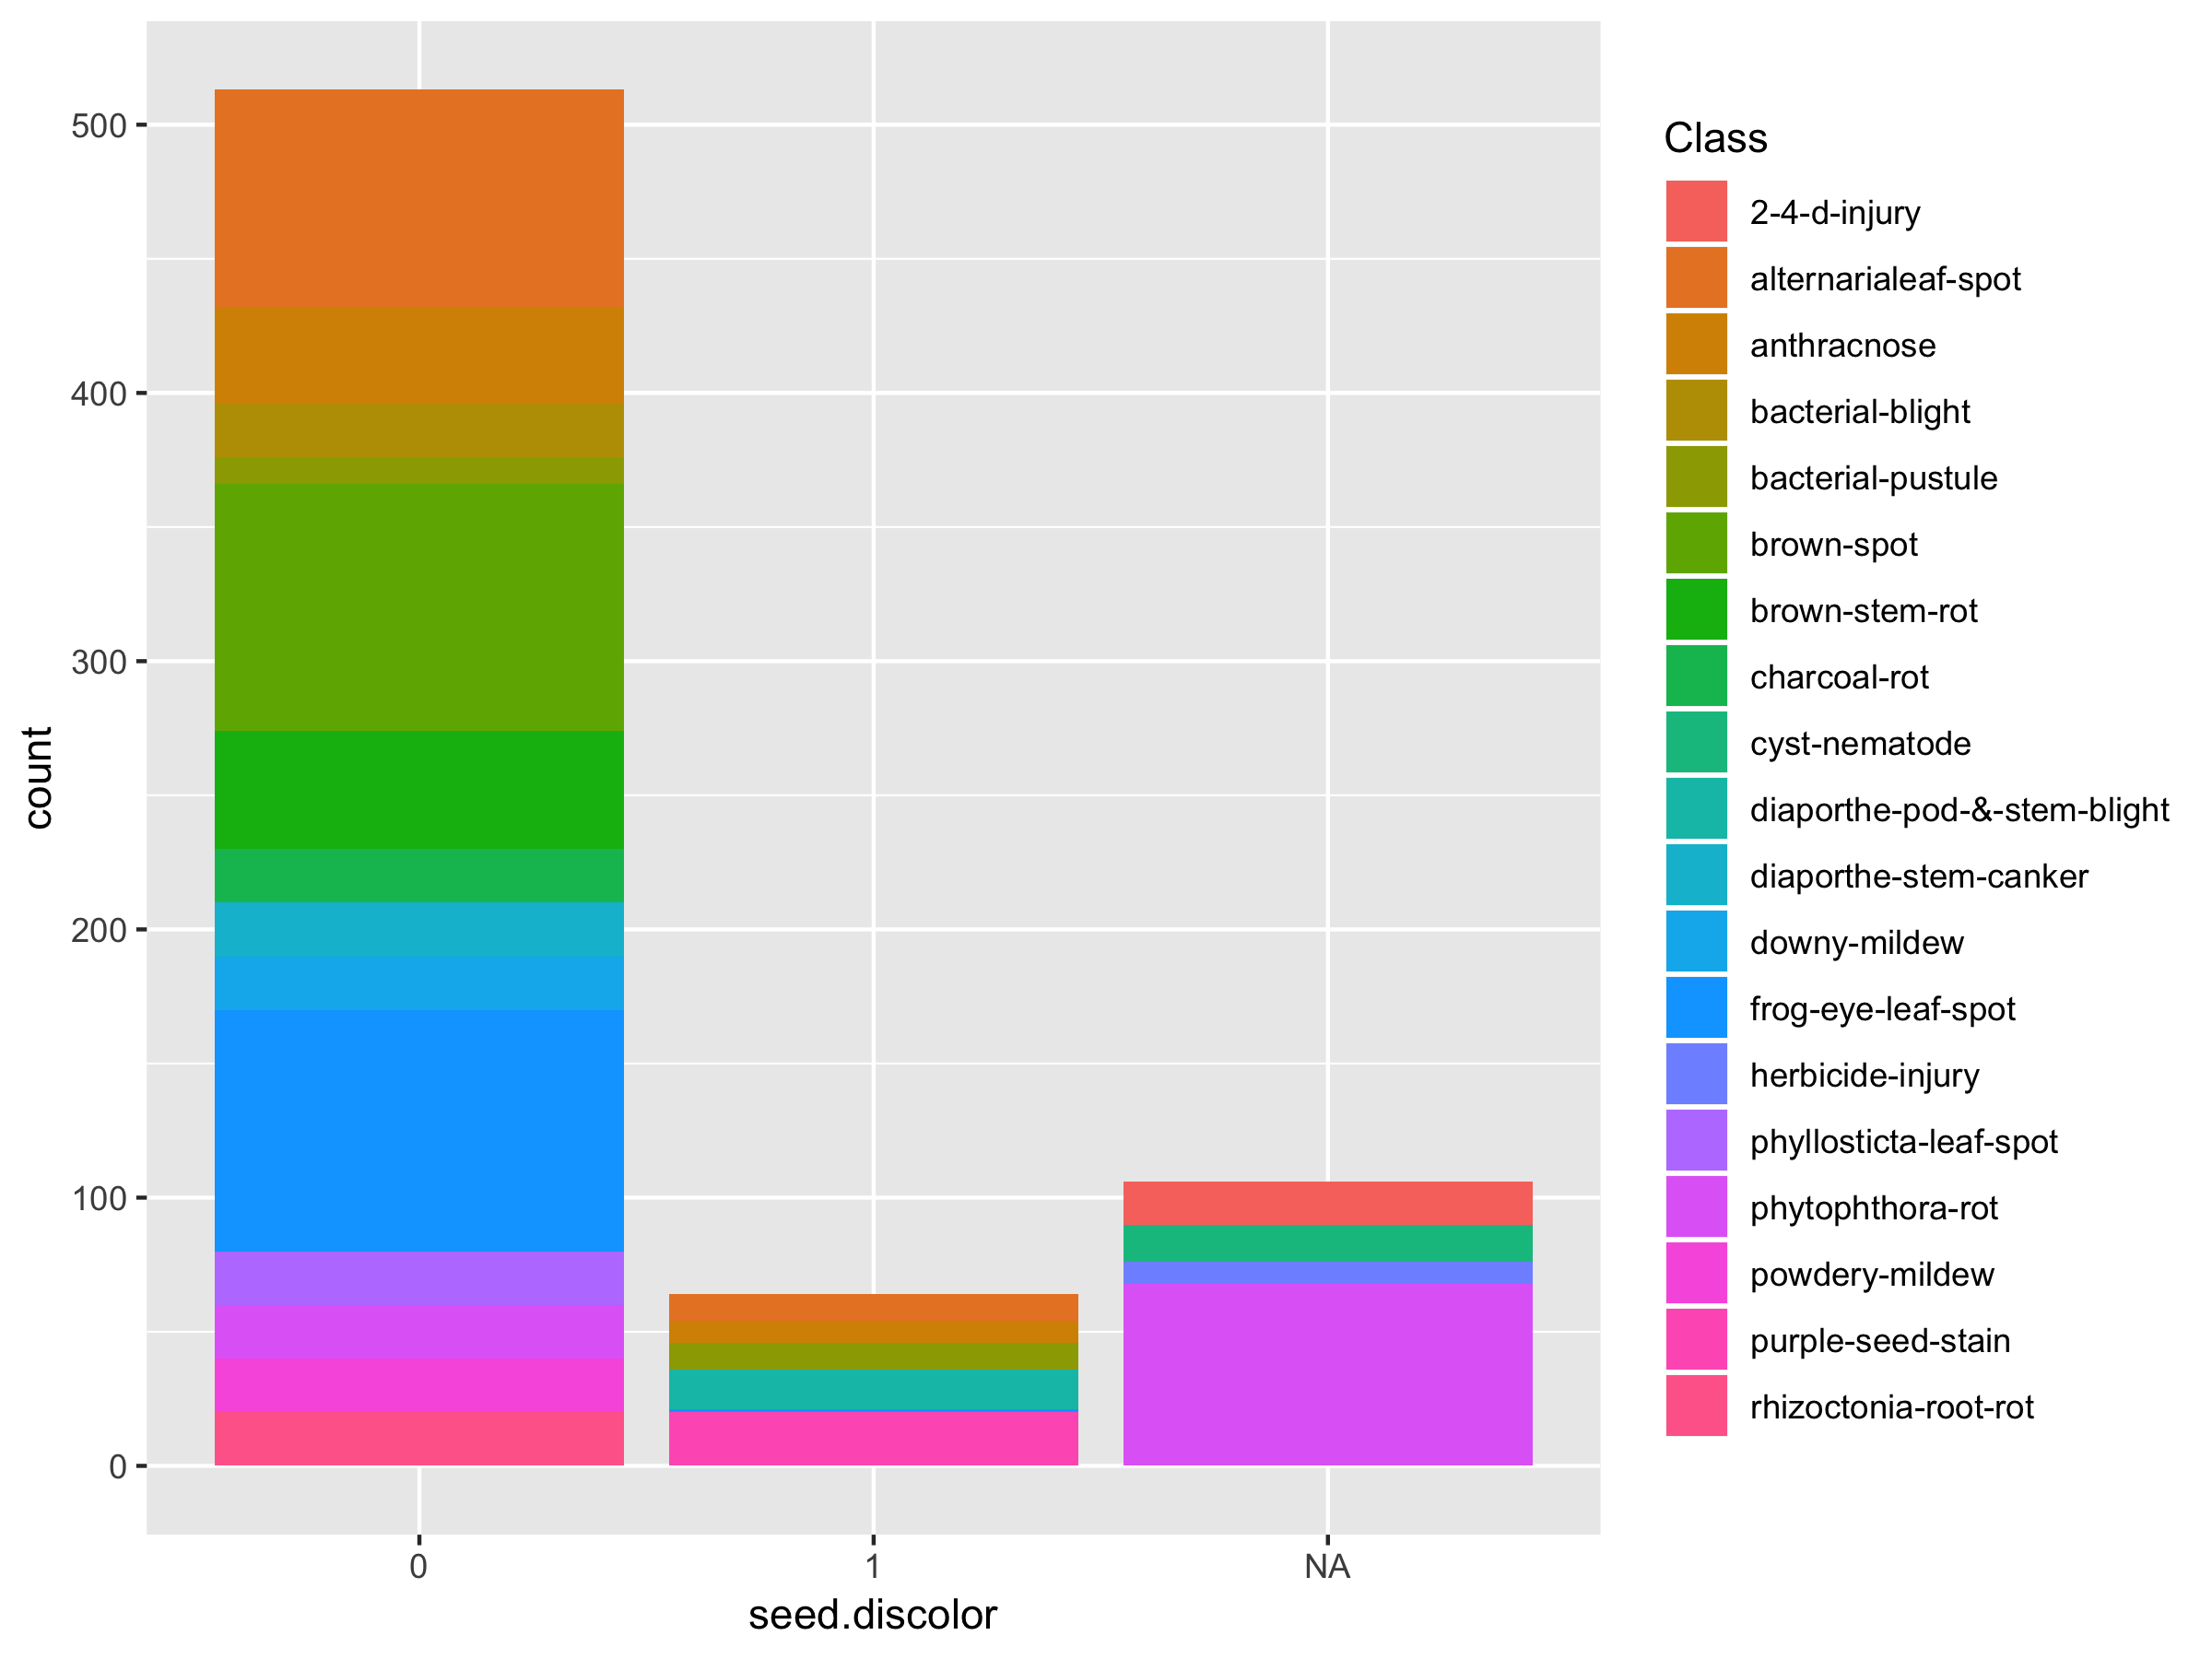 500
400
300
200
100
0
count
0
1
NA
seed.discolor
Class
2-4-d-injury
alternarialeaf-spot
anthracnose
bacterial-blight
bacterial-pustule
brown-spot
brown-stem-rot
charcoal-rot
cyst-nematode
diaporthe-pod-&-stem-blight
diaporthe-stem-canker
downy-mildew
frog-eye-leaf-spot
herbicide-injury
phyllosticta-leaf-spot
phytophthora-rot
powdery-mildew
purple-seed-stain
rhizoctonia-root-rot